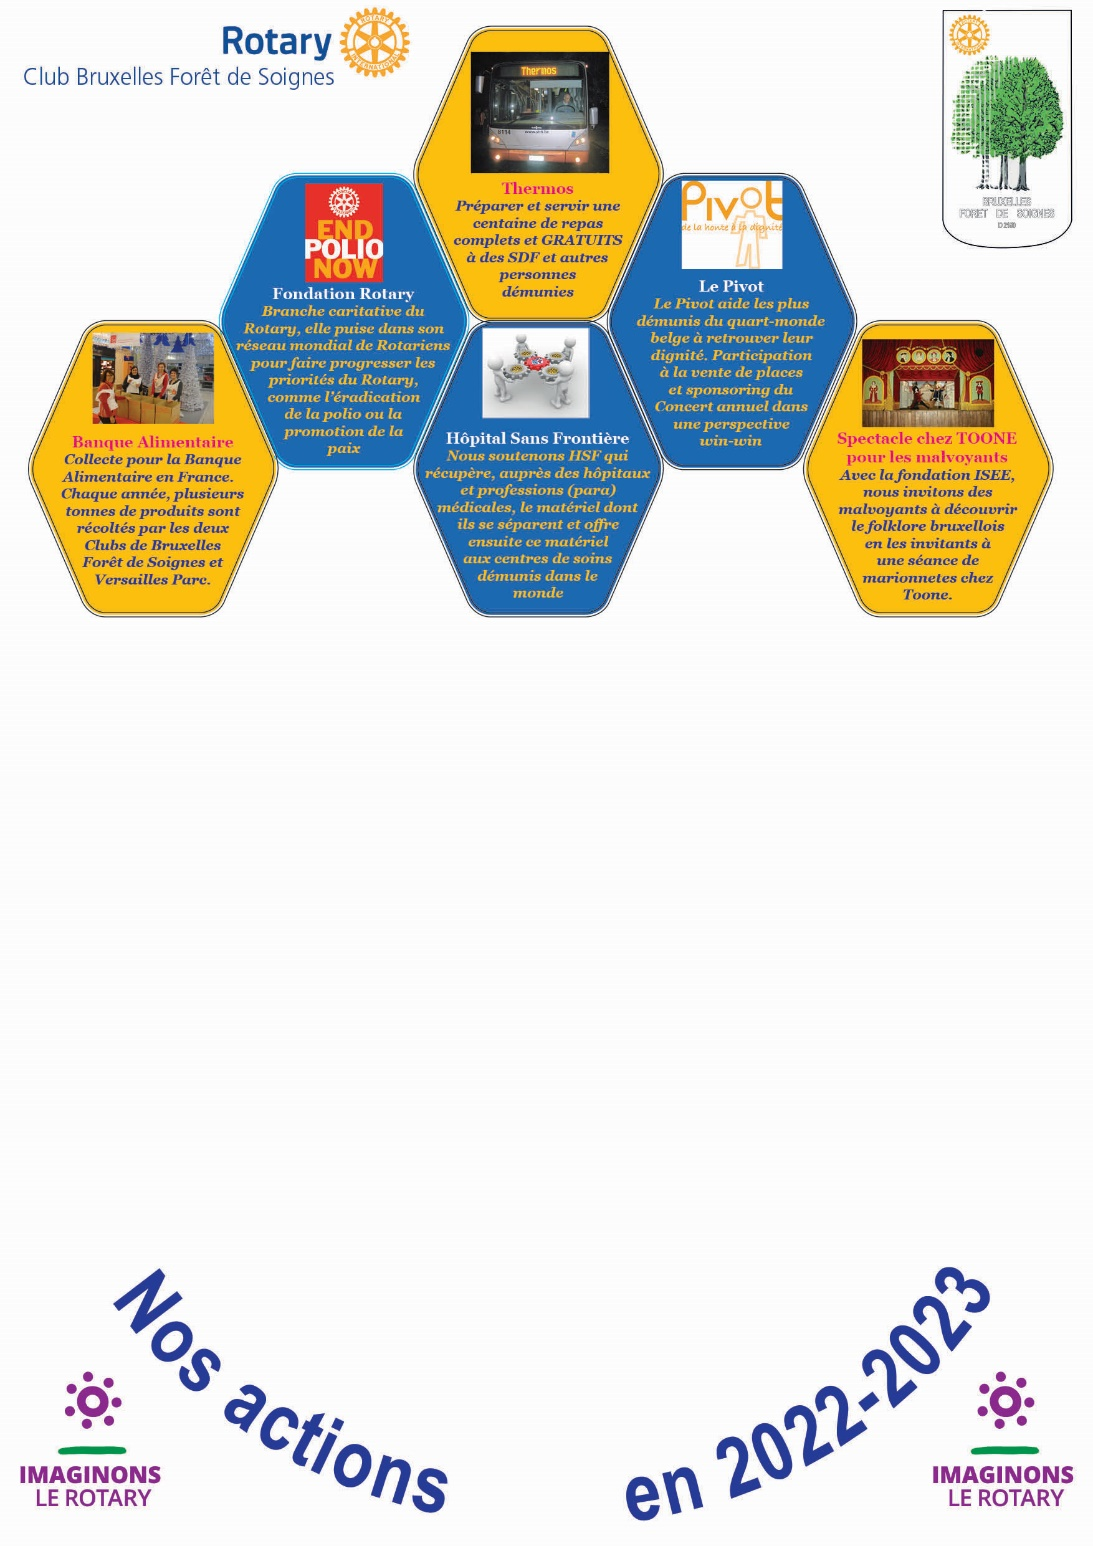 Rotary
Club Bruxelles Forêt de Soignes
ROTARY
INTERNATIONAL
BRUXELLES
FORET DE SOIGNES
Thermos
Thermos
Préparer et servir une
centaine de repas
complets et GRATUITS
à des SDF et autres
personnes
démunies
END
POLIO
NOW
Fondation Rotary
Branche caritative du
Rotary, elle puise dans son
réseau mondial de Rotariens
pour faire progresser les
priorités du Rotary,
comme l'éradication
de la polio ou la
promotion de la
paix
Pivot
de la honte à la dignité
Le Pivot
Le Pivot aide les plus
démunis du quart-monde
belge à retrouver leur
dignité. Participation
à la vente de places
et sponsoring du
Concert annuel dans
une perspective
win-win
Banque Alimentaire
Collecte pour la Banque
Alimentaire en France.
Chaque année, plusieurs
tonnes de produits sont
récoltés par les deux
Clubs de Bruxelles
Forêt de Soignes et
Versailles Parc.
Hôpital Sans Frontière
Nous soutenons HSF qui
récupère, auprès des hôpitaux
et professions (para)
médicales, le matériel dont
ils se séparent et offre
ensuite ce matériel
aux centres de soins
démunis dans le
monde
Spectacle chez TOONE
pour les malvoyants
Avec la fondation ISEE,
nous invitons des
malvoyants à découvrir
le folklore bruxellois
en les invitants à
une séance de
marionnetes chez
Toone.
Nos actions en 2022-2023
IMAGINONS
LE ROTARY
IMAGINONS
LE ROTARY